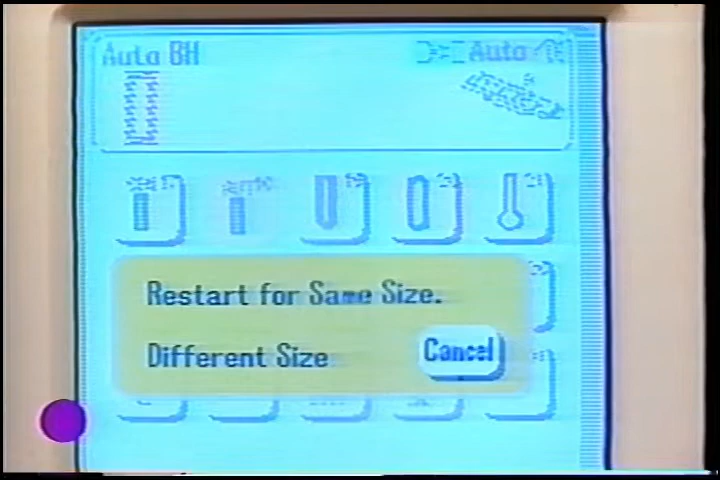 Auto BH
Auto
Restart for Same Size.
Different Size
Cancel